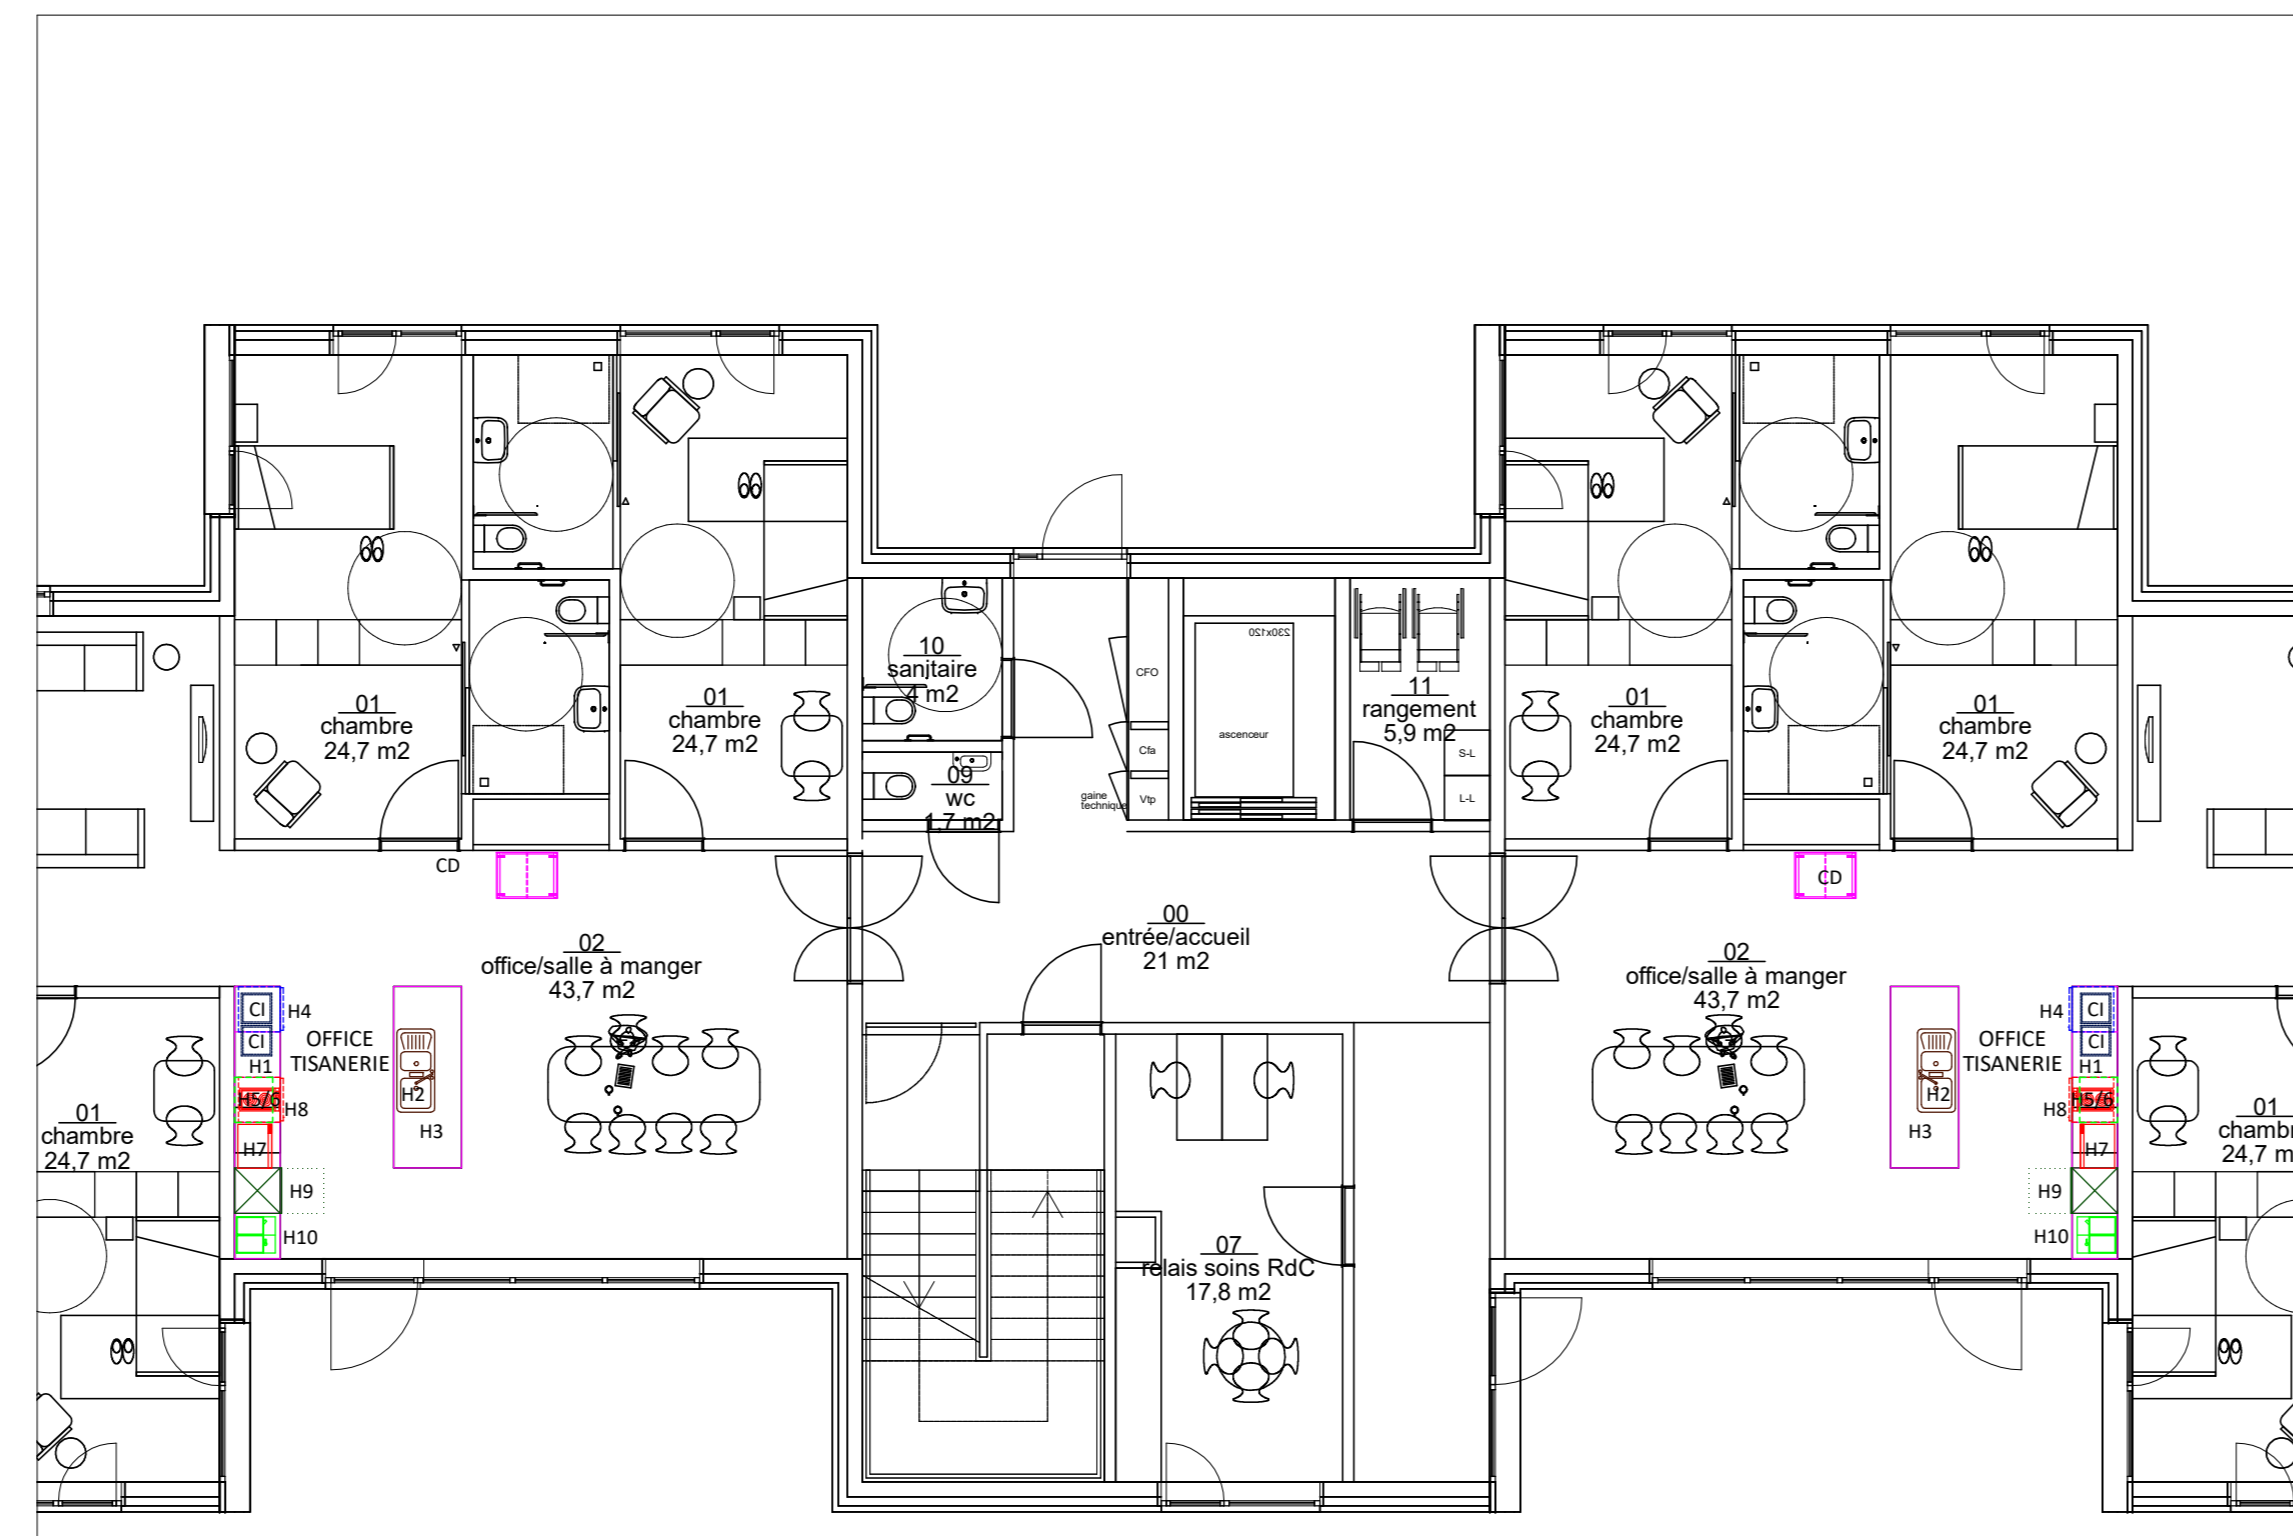 230x120
10
sanitaire
4 m2
CFO
11
rangement
5,9 m2
01
chambre
24,7 m2
01
chambre
24,7 m2
01
chambre
24,7 m2
01
chambre
24,7 m2
ascenceur
Cfa
S-L
09
wc
1,7 m2
gaine
technique
Vtp
L-L
CD
CD
00
entrée/accueil
21 m2
02
office/salle à manger
43,7 m2
02
office/salle à manger
43,7 m2
CI
H4
CI
H1
OFFICE
TISANERIE
H5/6
H8
H2
H3
H7
H9
H10
H4
CI
CI
H1
OFFICE
TISANERIE
H2
H5/6
H8
H3
H7
H9
H10
01
chambre
24,7 m2
01
chambr
24,7 m
07
relais soins RdC
17,8 m2